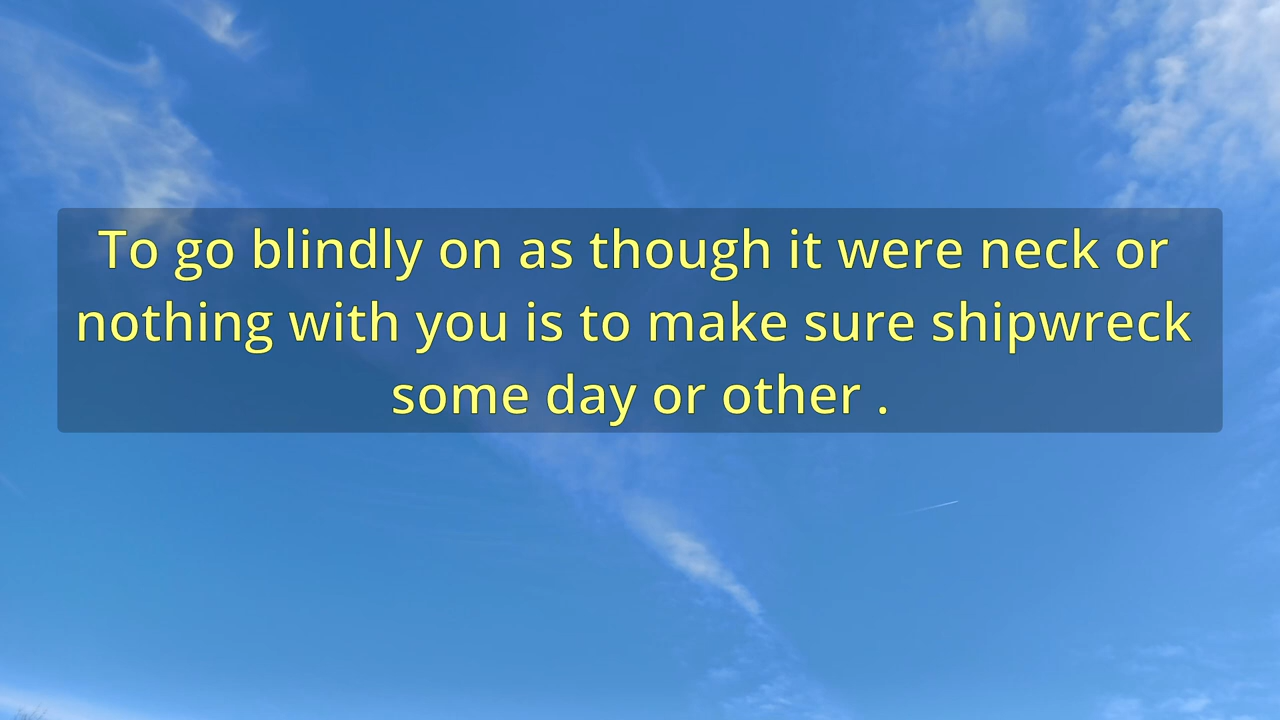 To go blindly on as though it were neck or
nothing with you is to make sure shipwreck
some day or other .